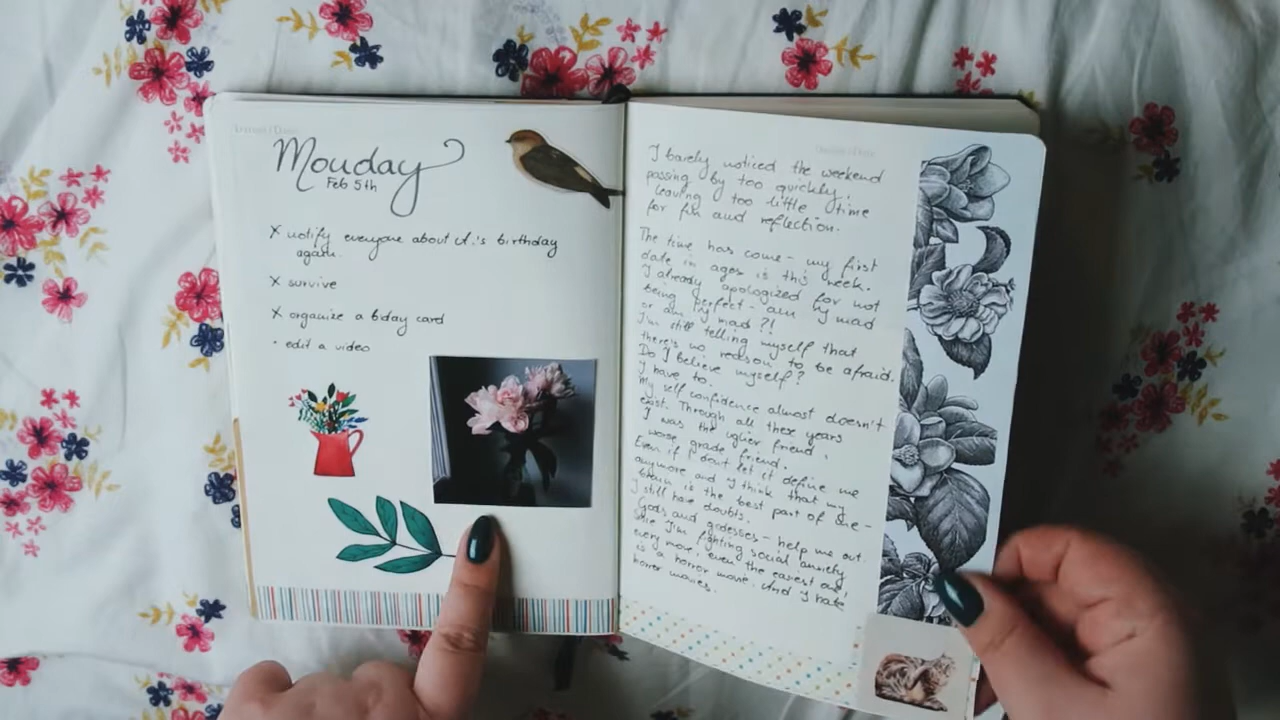 Monday
Feb 5th
X notify everyone about A.'s birthday
again.
X survive
X organize a bday card
• edit a video
I barely noticed the weekend
passing by too quickly,
leaving too little time
for fun and reflection.
The time has come - my first
date in ages is this week.
I already apologized for not
being perfect - am I mad
or am I mad?!
I'm still telling myself that
there's no reason to be afraid.
Do I believe myself?
I have to.
My self confidence almost doesn't
exist. Through all these years
I was the uglier friend,
worse grade friend.
Even if I don't let it define me
anymore and I think that my
brain is the best part of me -
I still have doubts.
Gods and godesses - help me out.
I'm fighting social anxiety
every move, even the easiest one,
is a horror movie. And I hate
horror movies.